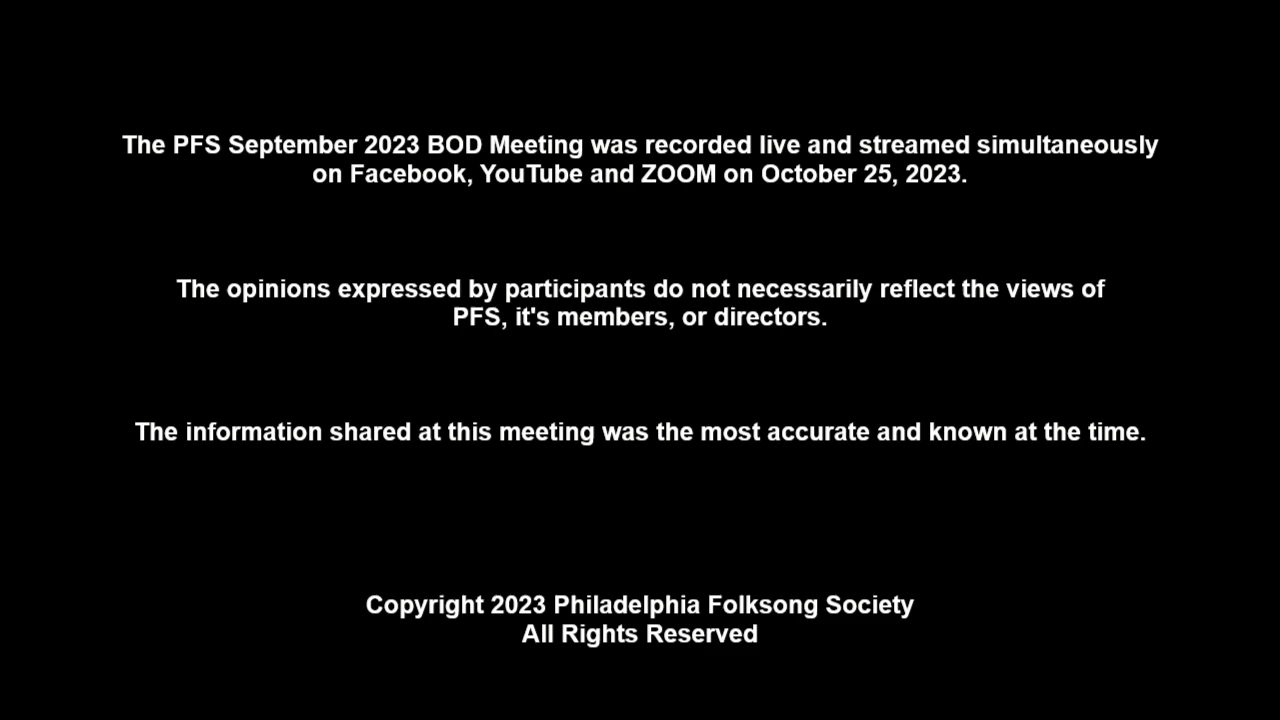 The PFS September 2023 BOD Meeting was recorded live and streamed simultaneously
on Facebook, YouTube and ZOOM on October 25, 2023.
The opinions expressed by participants do not necessarily reflect the views of
PFS, it's members, or directors.
The information shared at this meeting was the most accurate and known at the time.
Copyright 2023 Philadelphia Folksong Society
All Rights Reserved